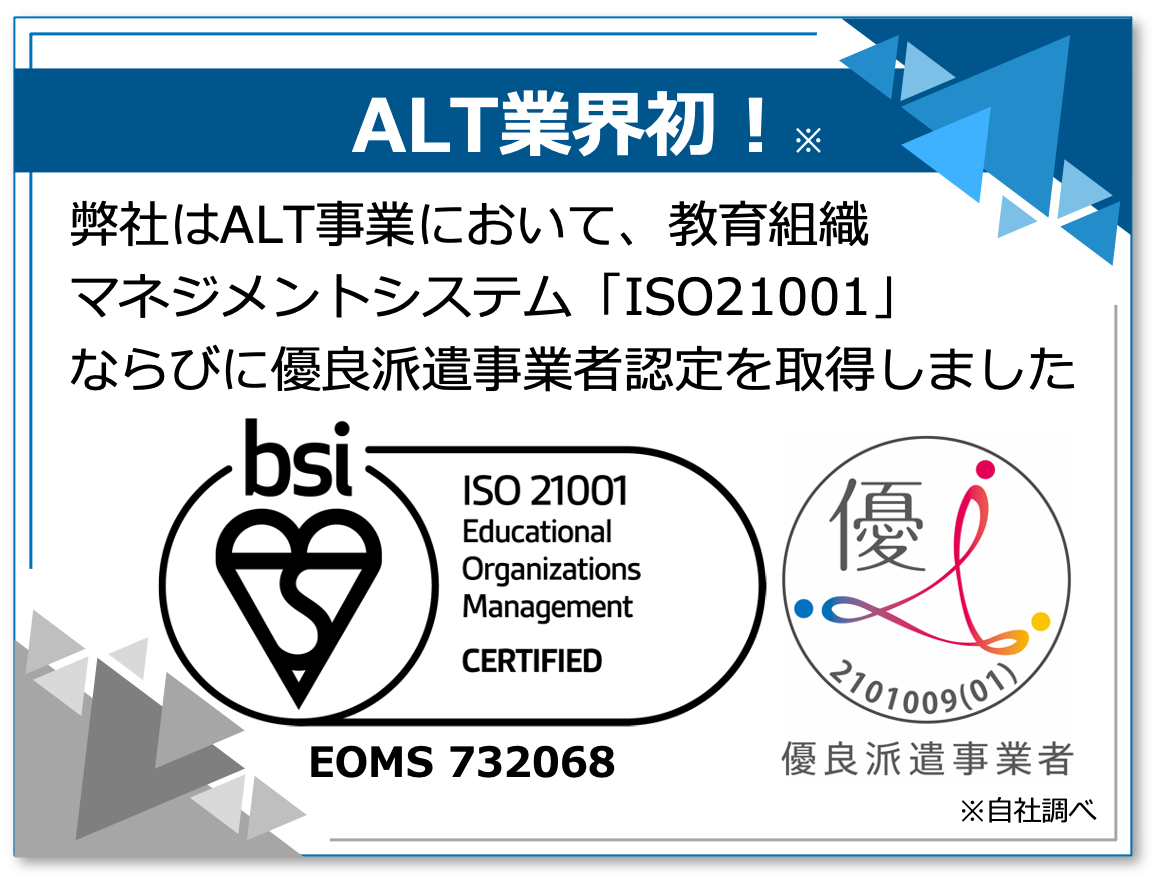 ALT業界初！※
弊社はALT事業において、教育組織
マネジメントシステム「ISO21001」
ならびに優良派遣事業者認定を取得しました
bsi
ISO 21001
Educational
Organizations
Management
CERTIFIED
EOMS 732068
優
2101009(01)
優良派遣事業者
※自社調べ